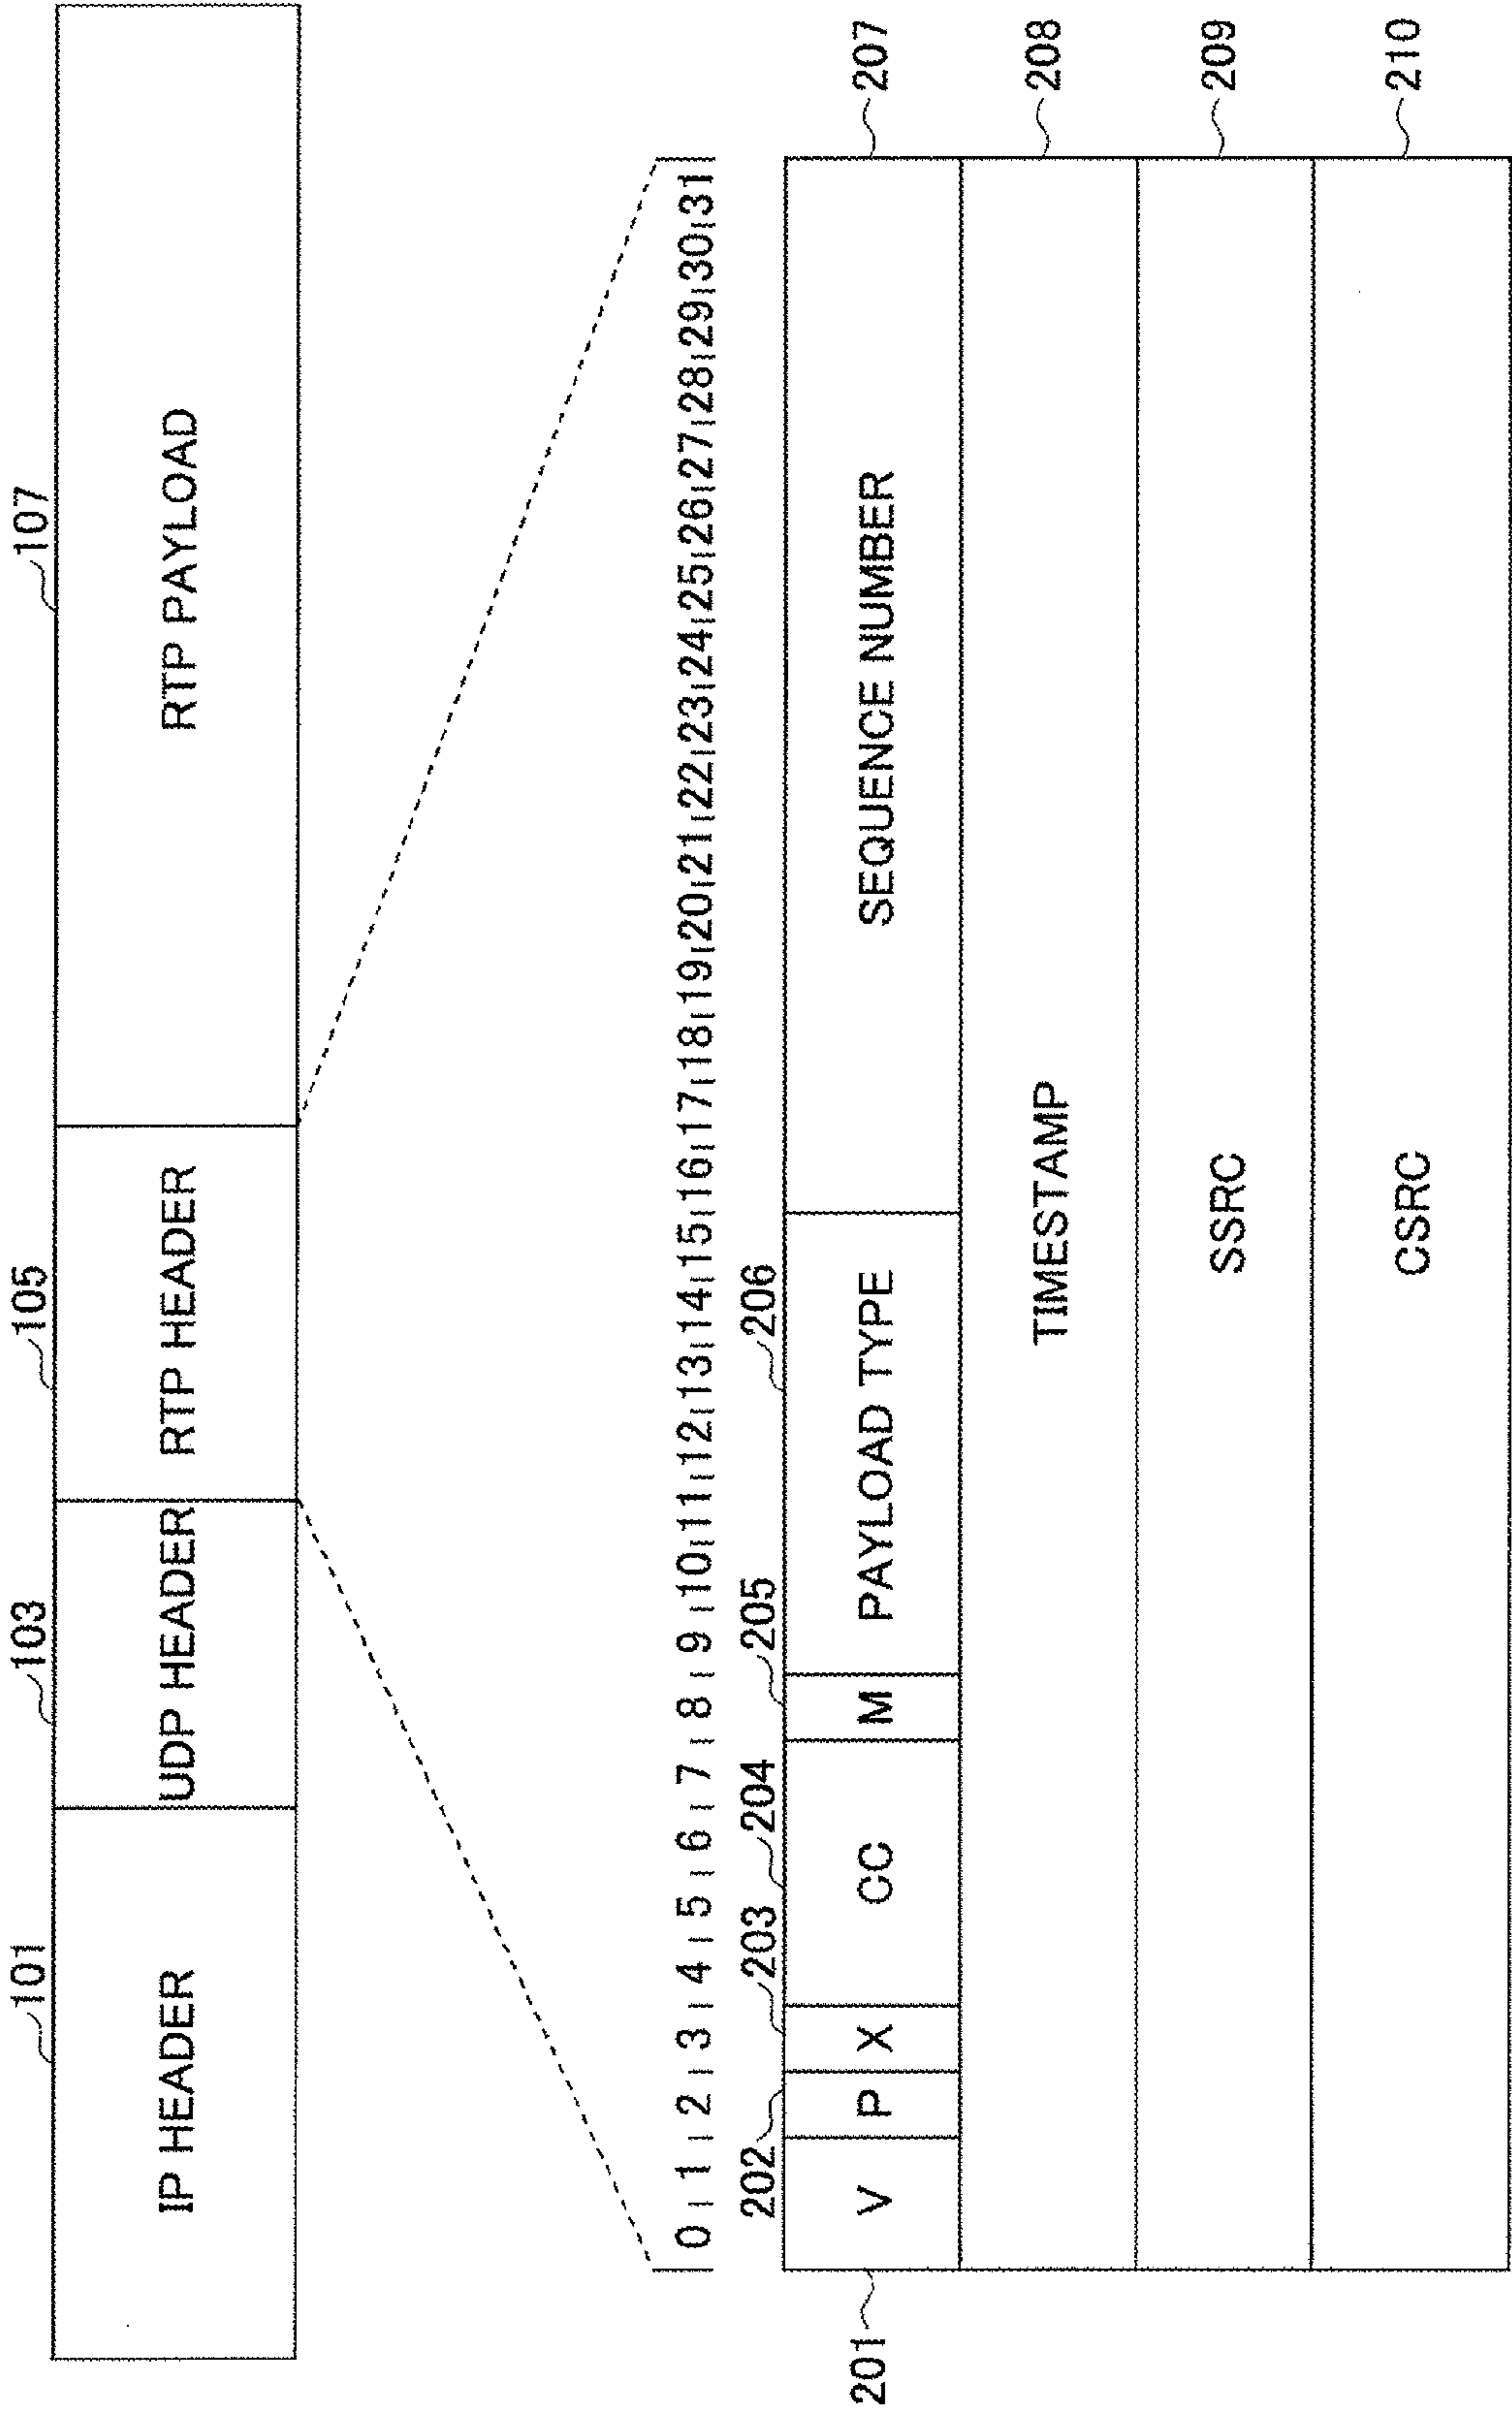 101 103 105 107
IP HEADER UDP HEADER RTP HEADER RTP PAYLOAD
0 1 2 3 4 5 6 7 8 9 10 11 12 13 14 15 16 17 18 19 20 21 22 23 24 25 26 27 28 29 30 31
202 203 204 205 206
201 V P X CC M PAYLOAD TYPE SEQUENCE NUMBER 207
TIMESTAMP 208
SSRC 209
CSRC 210